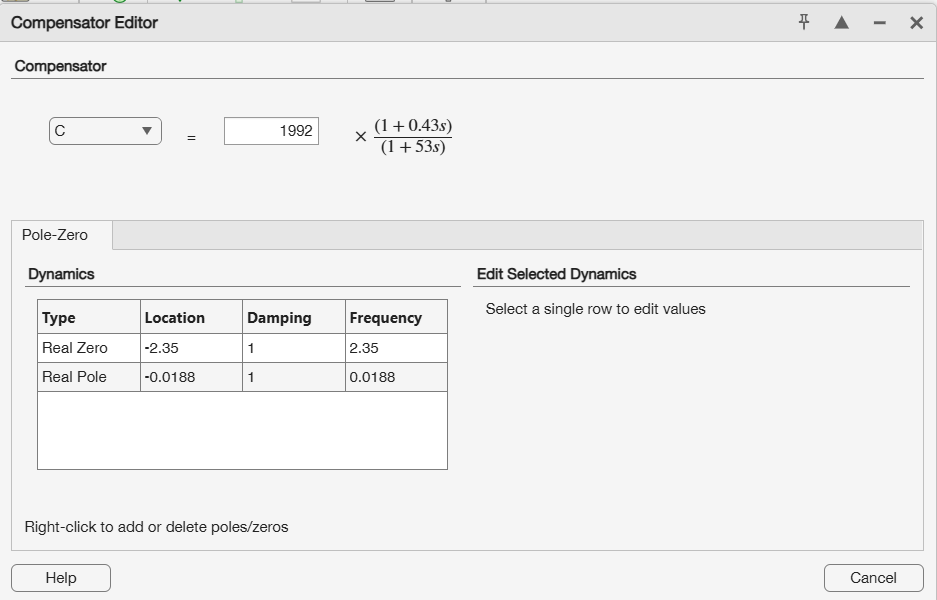 Compensator Editor
Compensator
C = 1992 × (1 + 0.43s)
(1 + 53s)
Pole-Zero
Dynamics
Type Location Damping Frequency
Real Zero -2.35 1 2.35
Real Pole -0.0188 1 0.0188
Edit Selected Dynamics
Select a single row to edit values
Right-click to add or delete poles/zeros
Help Cancel